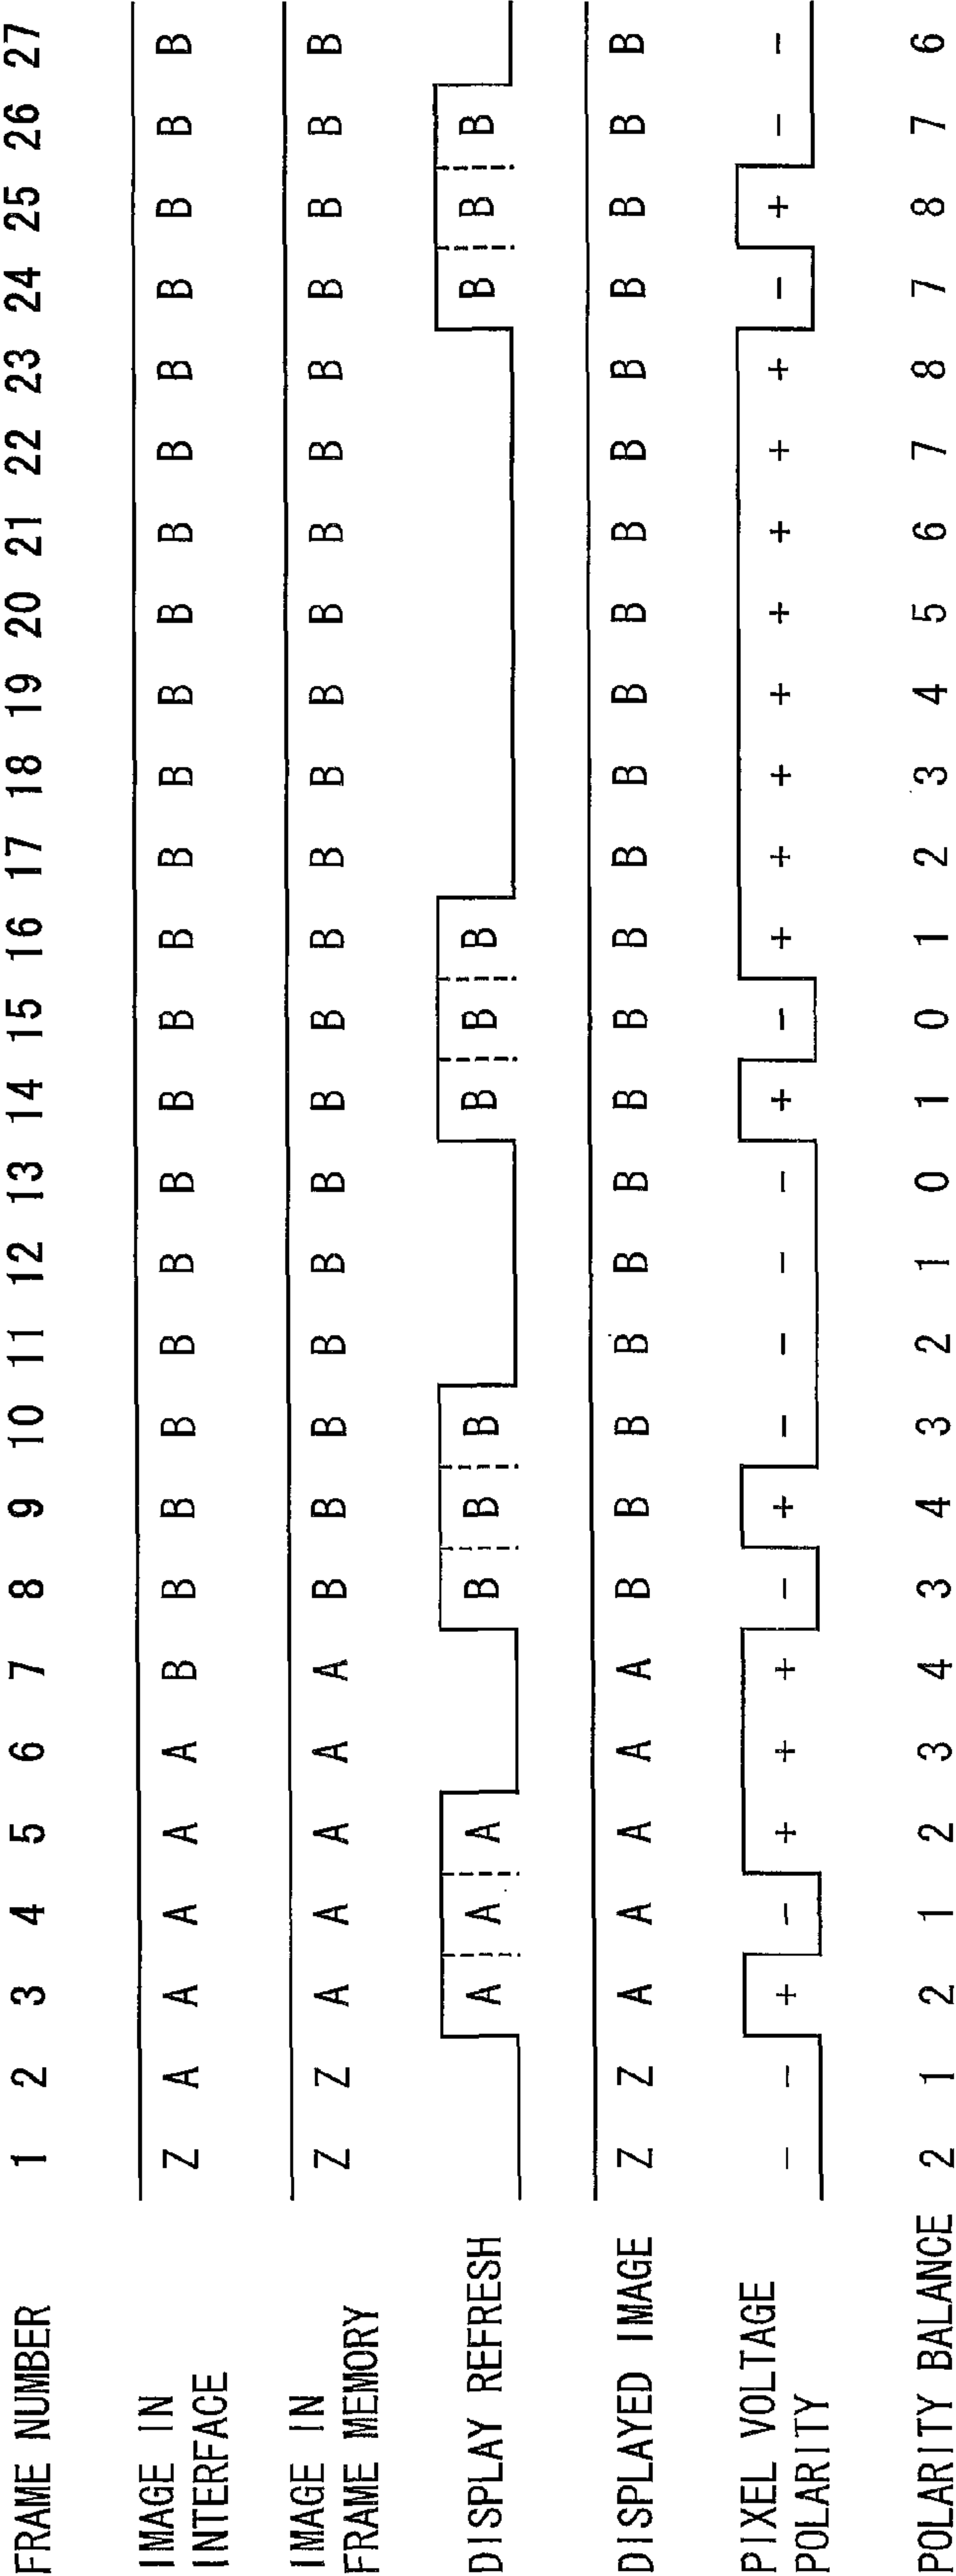 FRAME NUMBER 1 2 3 4 5 6 7 8 9 10 11 12 13 14 15 16 17 18 19 20 21 22 23 24 25 26 27
IMAGE IN
INTERFACE Z A A A A A B B B B B B B B B B B B B B B B B B B B B
IMAGE IN
FRAME MEMORY Z Z A A A A A B B B B B B B B B B B B B B B B B B B B
DISPLAY REFRESH A A A B B B B B B B B B
DISPLAYED IMAGE Z Z A A A A A B B B B B B B B B B B B B B B B B B B B
PIXEL VOLTAGE
POLARITY - - + - + + + - + - - - - + - + + + + + + + + - + - -
POLARITY BALANCE 2 1 2 1 2 3 4 3 4 3 2 1 0 1 0 1 2 3 4 5 6 7 8 7 8 7 6